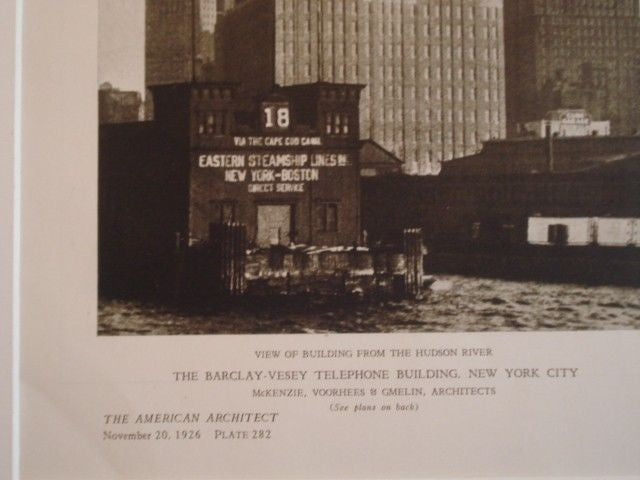 18
VIA THE CAPE COD CANAL
EASTERN STEAMSHIP LINES INC
NEW YORK-BOSTON
DIRECT SERVICE
VIEW OF BUILDING FROM THE HUDSON RIVER
THE BARCLAY-VESEY TELEPHONE BUILDING, NEW YORK CITY
McKENZIE, VOORHEES & GMELIN, ARCHITECTS
(See plans on back)
THE AMERICAN ARCHITECT
November 20, 1926 PLATE 282